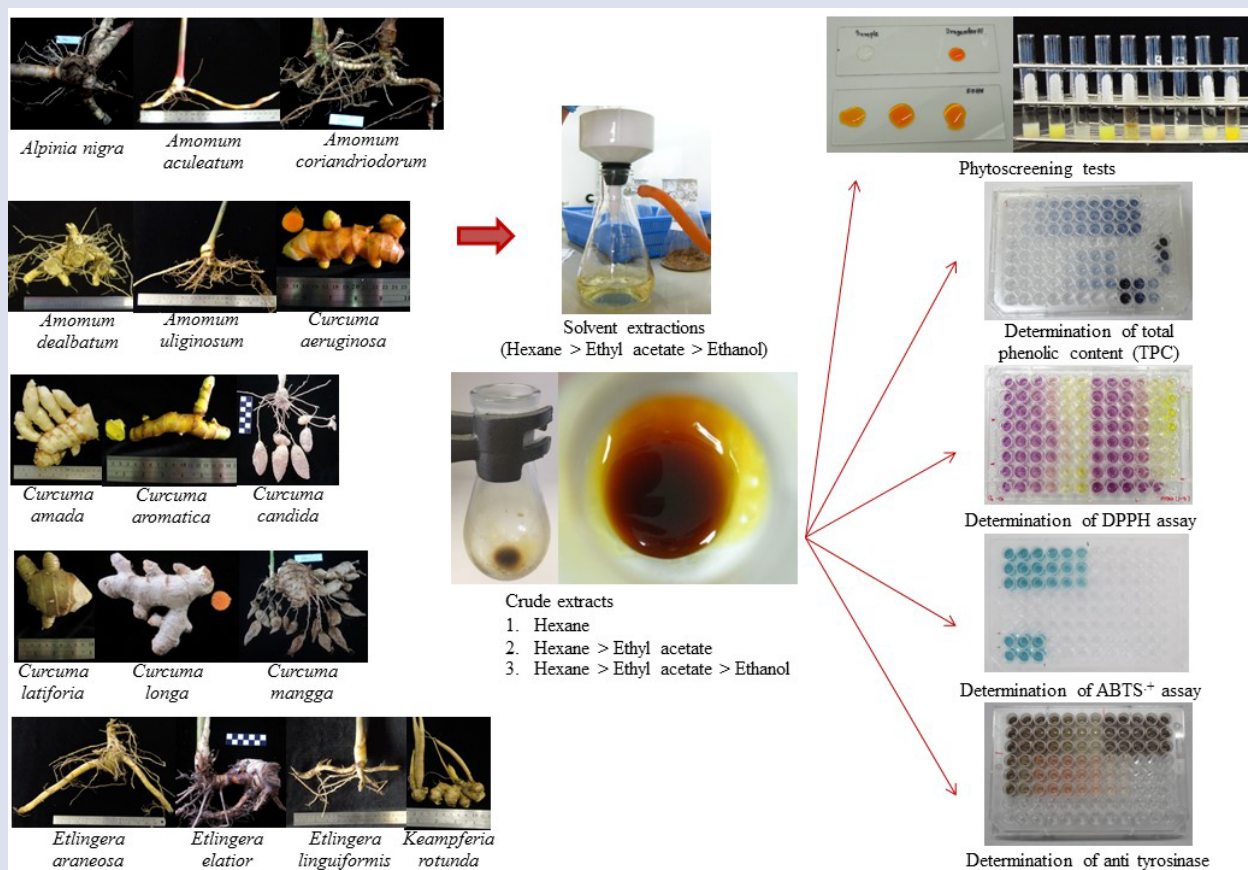 Alpinia nigra
Amomum
aculeatum
Amomum
coriandriodorum
Amomum
dealbatum
Amomum
uliginosum
Curcuma
aeruginosa
Curcuma
amada
Curcuma
aromatica
Curcuma
candida
Curcuma
latiforia
Curcuma
longa
Curcuma
mangga
Etlingera
araneosa
Etlingera
elatior
Etlingera
linguiformis
Keampferia
rotunda
Solvent extractions
(Hexane > Ethyl acetate > Ethanol)
Crude extracts
1. Hexane
2. Hexane > Ethyl acetate
3. Hexane > Ethyl acetate > Ethanol
Sample
Phytoscreening tests
Determination of total
phenolic content (TPC)
Determination of DPPH assay
Determination of ABTS·+ assay
Determination of anti tyrosinase